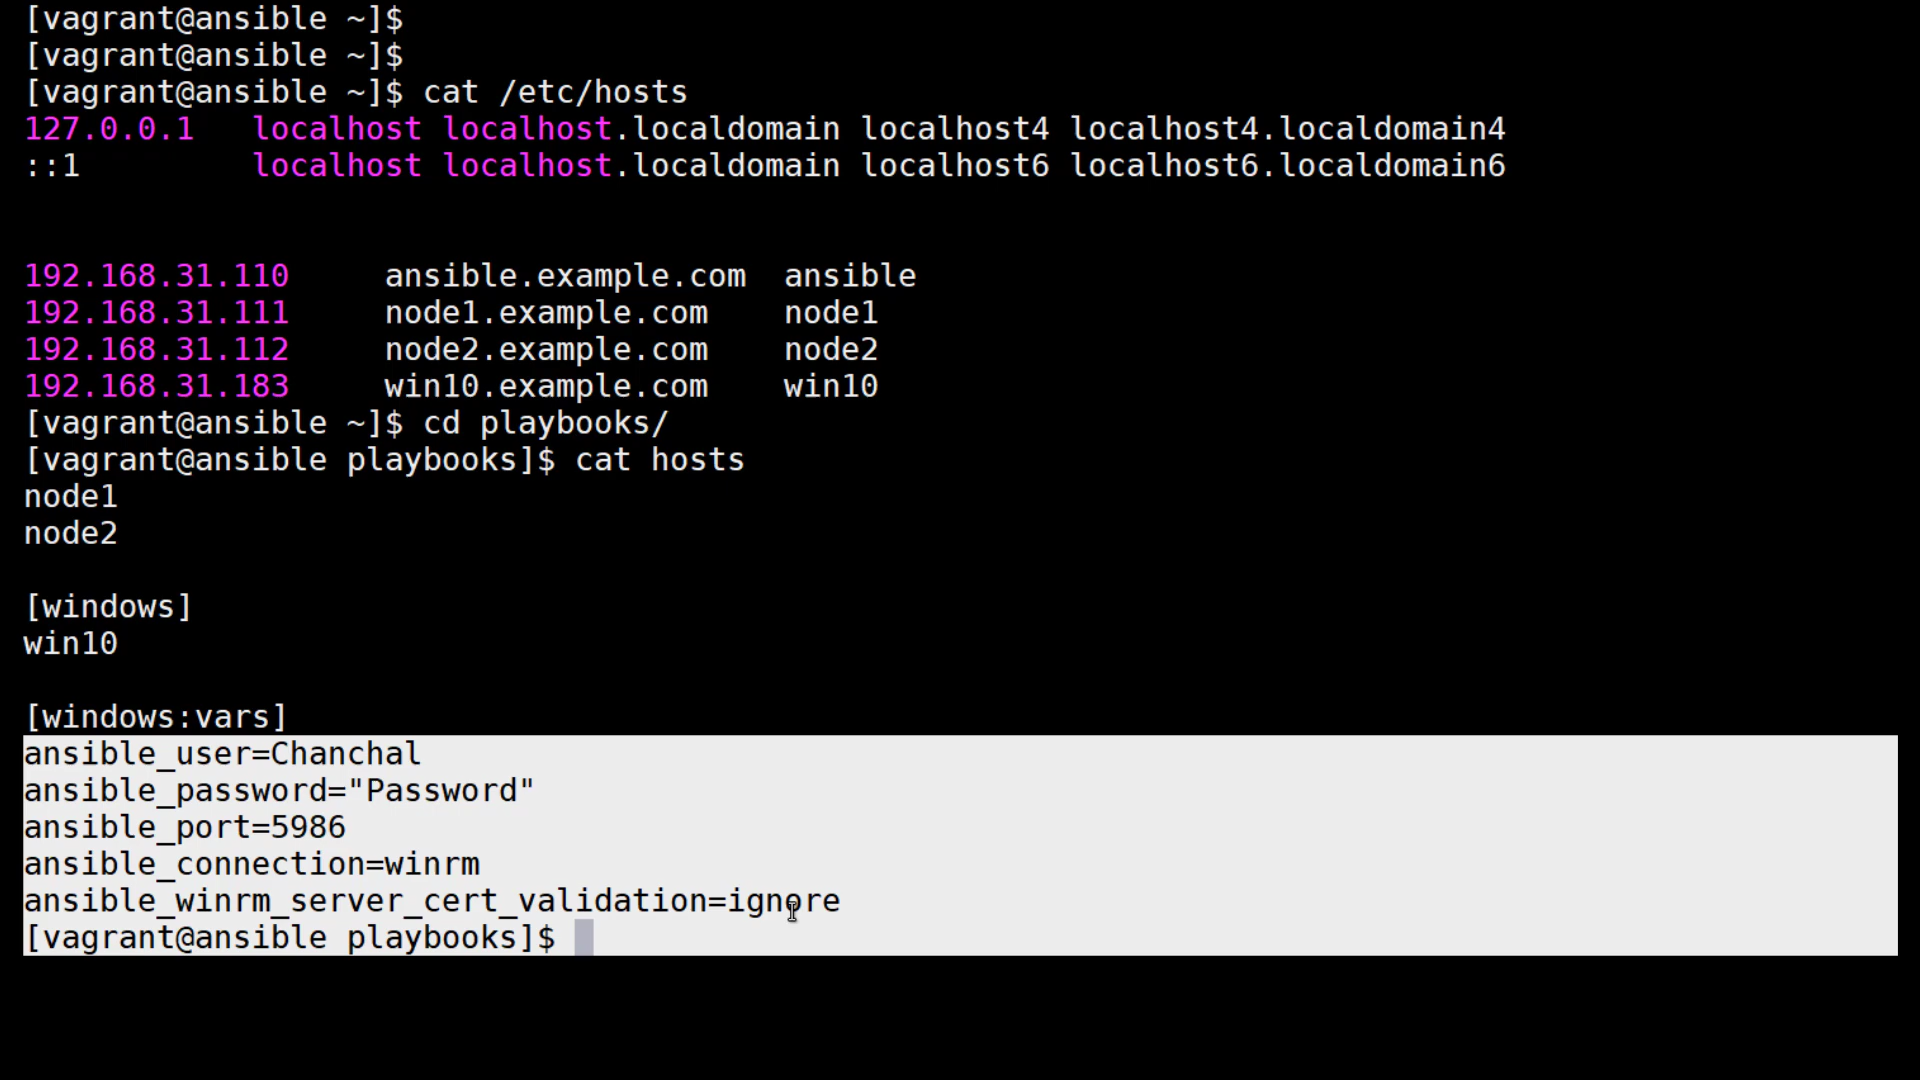 [vagrant@ansible ~]$
[vagrant@ansible ~]$
[vagrant@ansible ~]$ cat /etc/hosts
127.0.0.1   localhost localhost.localdomain localhost4 localhost4.localdomain4
::1         localhost localhost.localdomain localhost6 localhost6.localdomain6
192.168.31.110     ansible.example.com  ansible
192.168.31.111     node1.example.com    node1
192.168.31.112     node2.example.com    node2
192.168.31.183     win10.example.com    win10
[vagrant@ansible ~]$ cd playbooks/
[vagrant@ansible playbooks]$ cat hosts
node1
node2
[windows]
win10
[windows:vars]
ansible_user=Chanchal
ansible_password="Password"
ansible_port=5986
ansible_connection=winrm
ansible_winrm_server_cert_validation=ignore
[vagrant@ansible playbooks]$